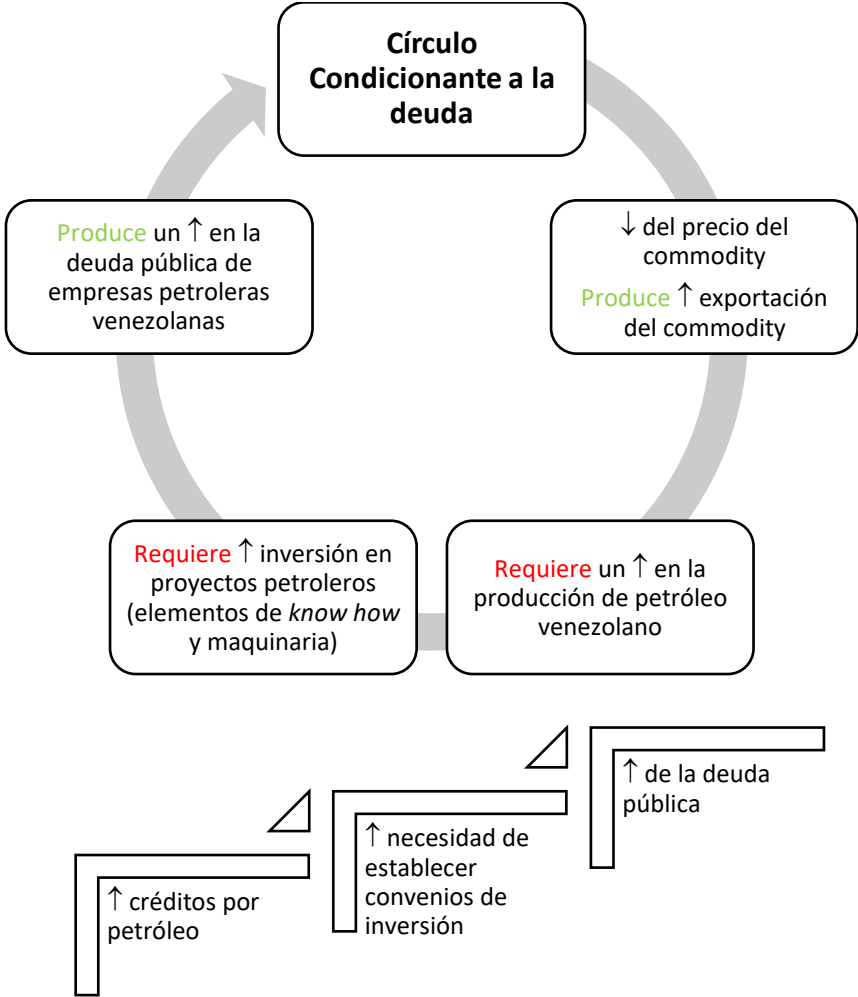 Círculo
Condicionante a la
deuda
↓ del precio del
commodity
Produce ↑ exportación
del commodity
Requiere un ↑ en la
producción de petróleo
venezolano
Requiere ↑ inversión en
proyectos petroleros
(elementos de know how
y maquinaria)
Produce un ↑ en la
deuda pública de
empresas petroleras
venezolanas
↑ créditos por
petróleo
↑ necesidad de
establecer
convenios de
inversión
↑ de la deuda
pública